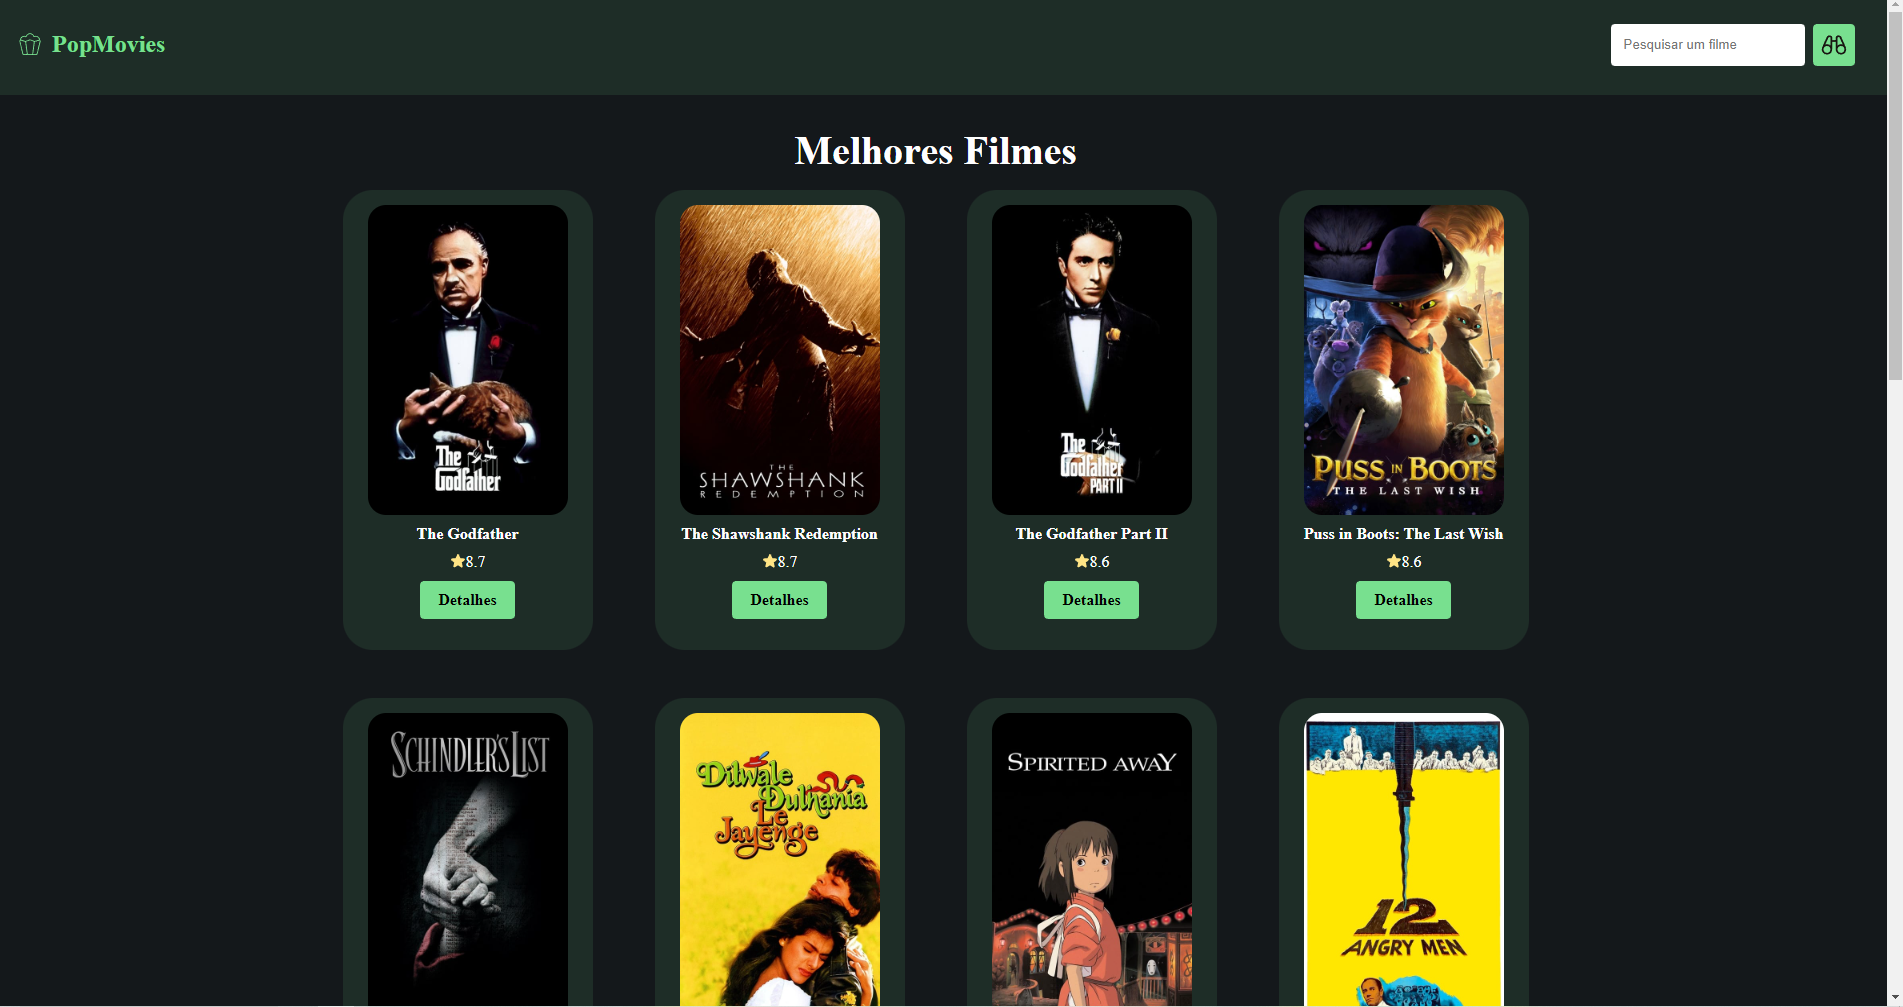 PopMovies
Pesquisar um filme
Melhores Filmes
The
Godfather
THE
SHAWSHANK
REDEMPTION
The
Godfather
PART II
PUSS IN BOOTS
THE LAST WISH
The Godfather
8.7
Detalhes
The Shawshank Redemption
8.7
Detalhes
The Godfather Part II
8.6
Detalhes
Puss in Boots: The Last Wish
8.6
Detalhes
SCHINDLER'S LIST
Dilwale
Dulhania
Le
Jayenge
SPIRITED AWAY
12
ANGRY MEN